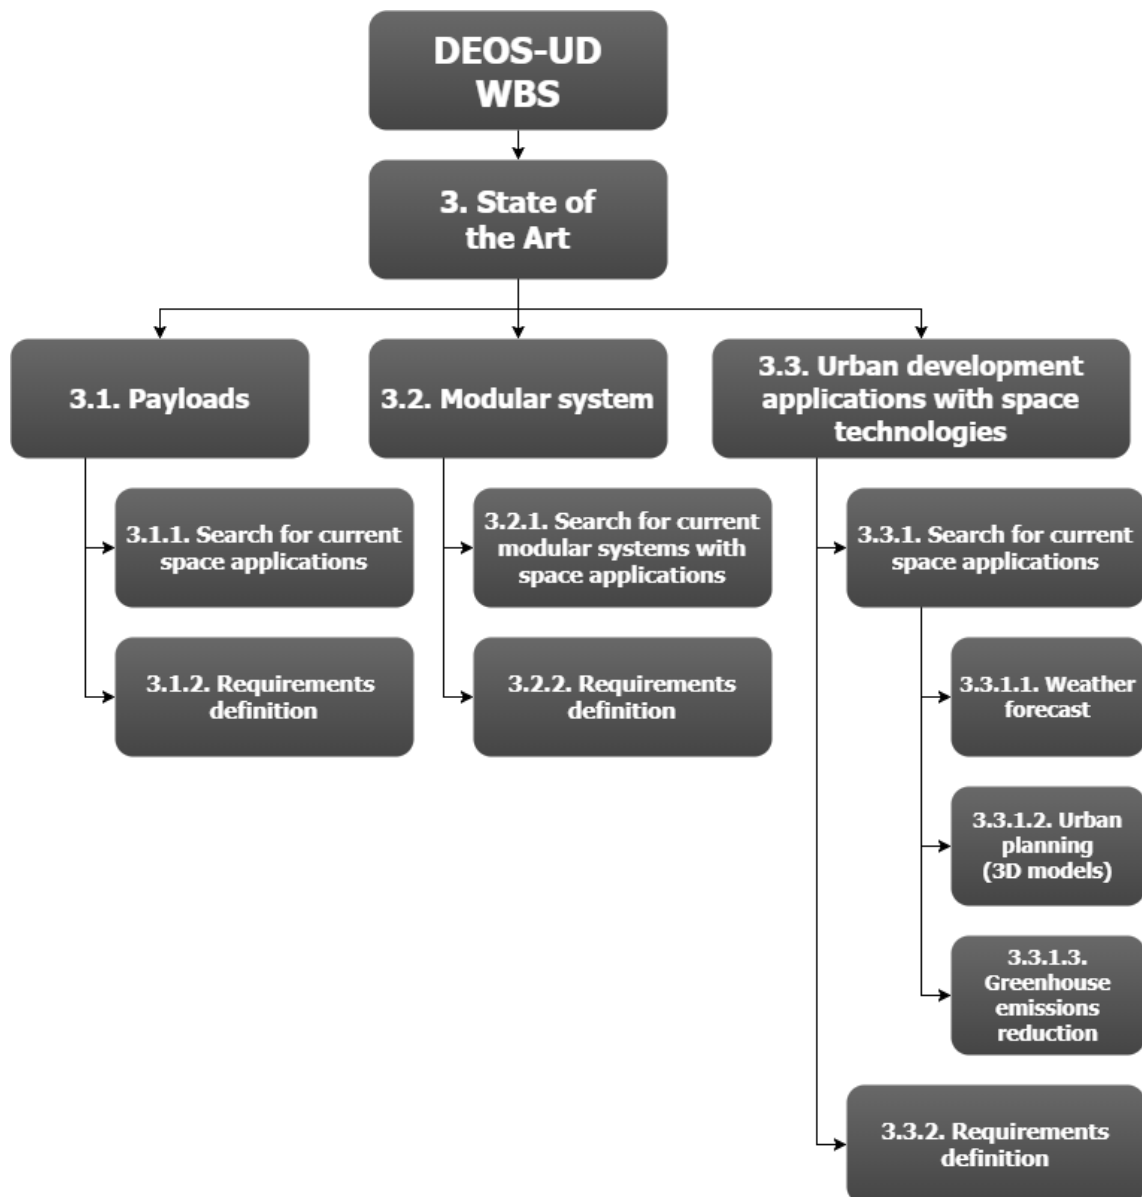 DEOS-UD
WBS
3. State of
the Art
3.1. Payloads
3.2. Modular system
3.3. Urban development
applications with space
technologies
3.1.1. Search for current
space applications
3.2.1. Search for current
modular systems with
space applications
3.3.1. Search for current
space applications
3.1.2. Requirements
definition
3.2.2. Requirements
definition
3.3.1.1. Weather
forecast
3.3.1.2. Urban
planning
(3D models)
3.3.1.3.
Greenhouse
emissions
reduction
3.3.2. Requirements
definition